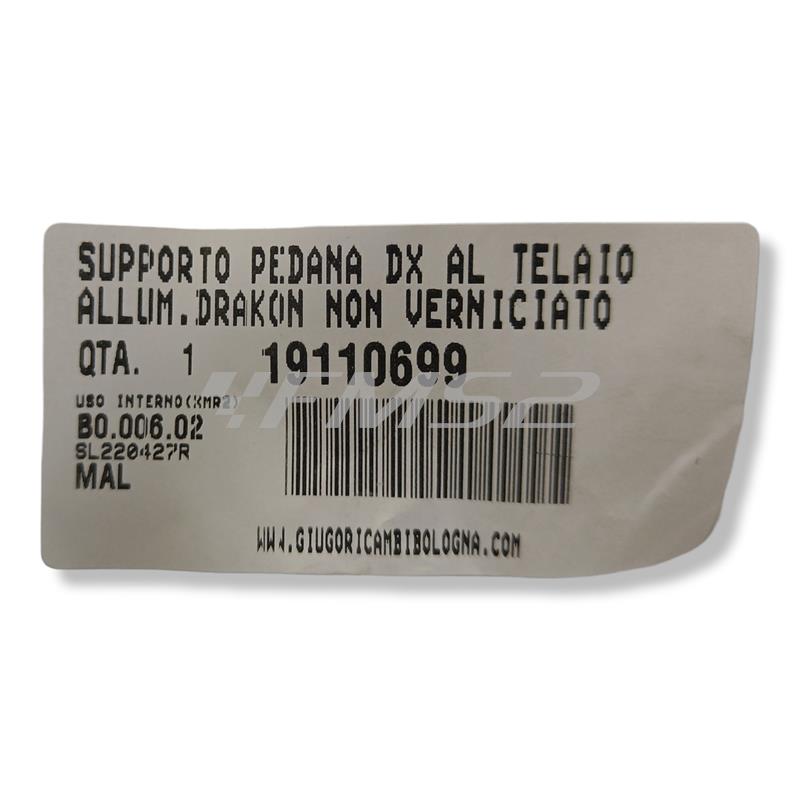 SUPPORTO PEDANA DX AL TELAIO
ALLUM.DRAKON NON VERNICIATO
QTA. 1 19110699
FMS2
USO INTERNO(XMR2)
B0.006.02
SL220427R
MAL
WWW.GIUGORICAMBIBOLOGNA.COM